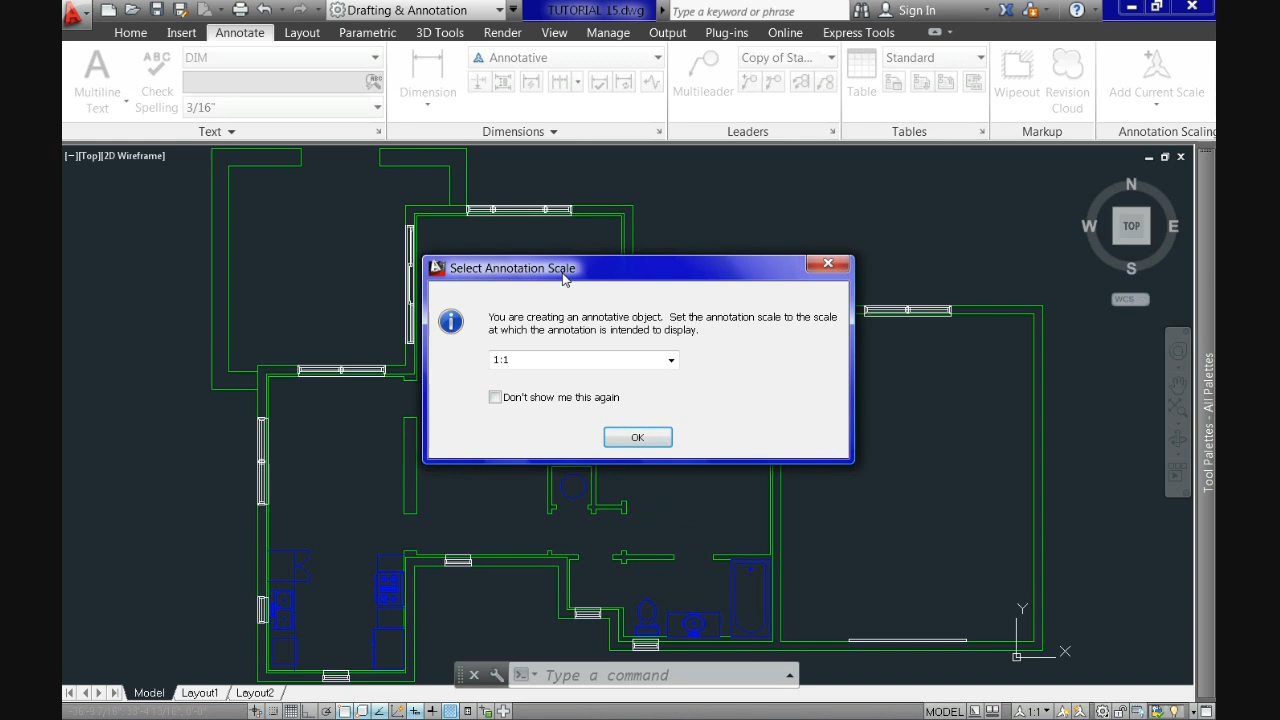 Drafting & Annotation
TUTORIAL 15.dwg
Type a keyword or phrase
Sign In
Home Insert Annotate Layout Parametric 3D Tools Render View Manage Output Plug-ins Online Express Tools
Multiline Text
ABC
Check Spelling
DIM
3/16"
Dimension
Annotative
Multileader
Copy of Sta...
Table
Standard
Wipeout
Revision Cloud
Add Current Scale
Text
Dimensions
Leaders
Tables
Markup
Annotation Scaling
[−][Top][2D Wireframe]
N
W
TOP
E
S
WCS
Select Annotation Scale
You are creating an annotative object. Set the annotation scale to the scale
at which the annotation is intended to display.
1:1
Don't show me this again
OK
Tool Palettes - All Palettes
Y
X
Type a command
Model Layout1 Layout2
MODEL
1:1